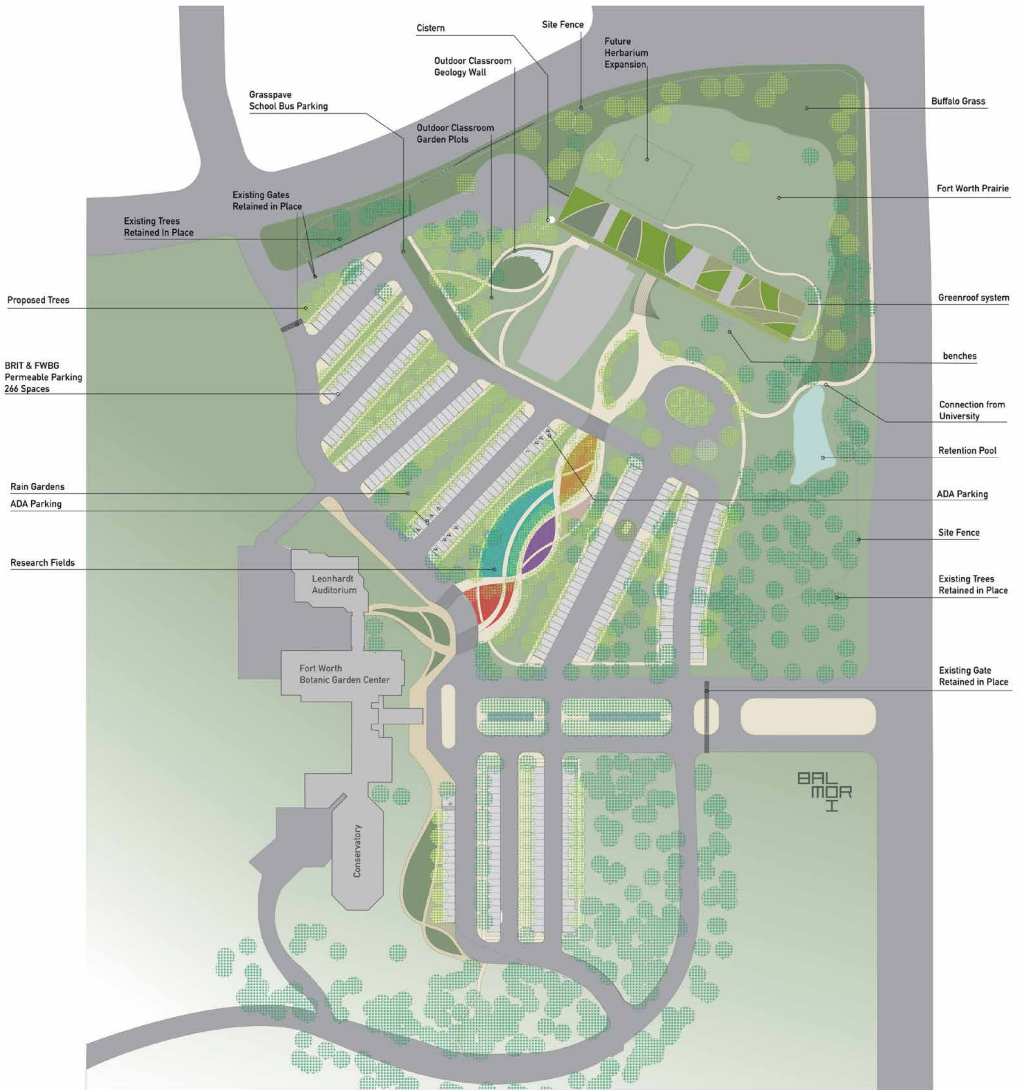 Cistern
Site Fence
Future
Herbarium
Expansion
Outdoor Classroom
Geology Wall
Grasspave
School Bus Parking
Buffalo Grass
Outdoor Classroom
Garden Plots
Fort Worth Prairie
Existing Gates
Retained in Place
Existing Trees
Retained in Place
Proposed Trees
Greenroof system
BRIT & FWBG
Permeable Parking
266 Spaces
benches
Connection from
University
Retention Pool
Rain Gardens
ADA Parking
ADA Parking
Site Fence
Research Fields
Leonhardt
Auditorium
Existing Trees
Retained in Place
Fort Worth
Botanic Garden Center
Existing Gate
Retained in Place
BAL
MOR
I
Conservatory